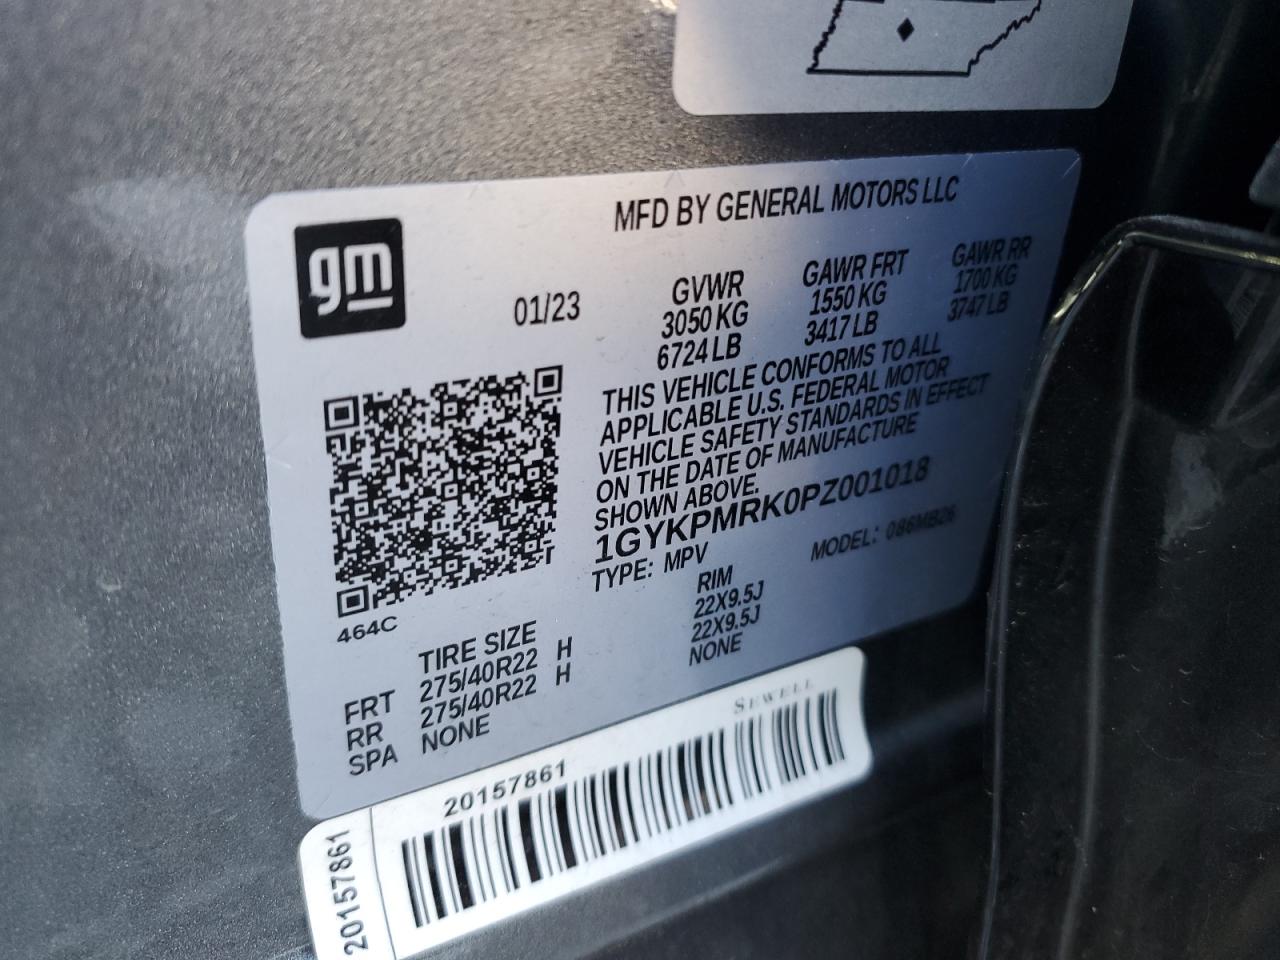 gm
MFD BY GENERAL MOTORS LLC
01/23
GVWR
3050 KG
6724 LB
GAWR FRT
1550 KG
3417 LB
GAWR RR
1700 KG
3747 LB
THIS VEHICLE CONFORMS TO ALL
APPLICABLE U.S. FEDERAL MOTOR
VEHICLE SAFETY STANDARDS IN EFFECT
ON THE DATE OF MANUFACTURE
SHOWN ABOVE.
1GYKPMRK0PZ001018
TYPE: MPV
MODEL: 086MB26
464C
TIRE SIZE
RIM
FRT 275/40R22 H 22X9.5J
RR 275/40R22 H 22X9.5J
SPA NONE NONE
SEWELL
20157861
20157861